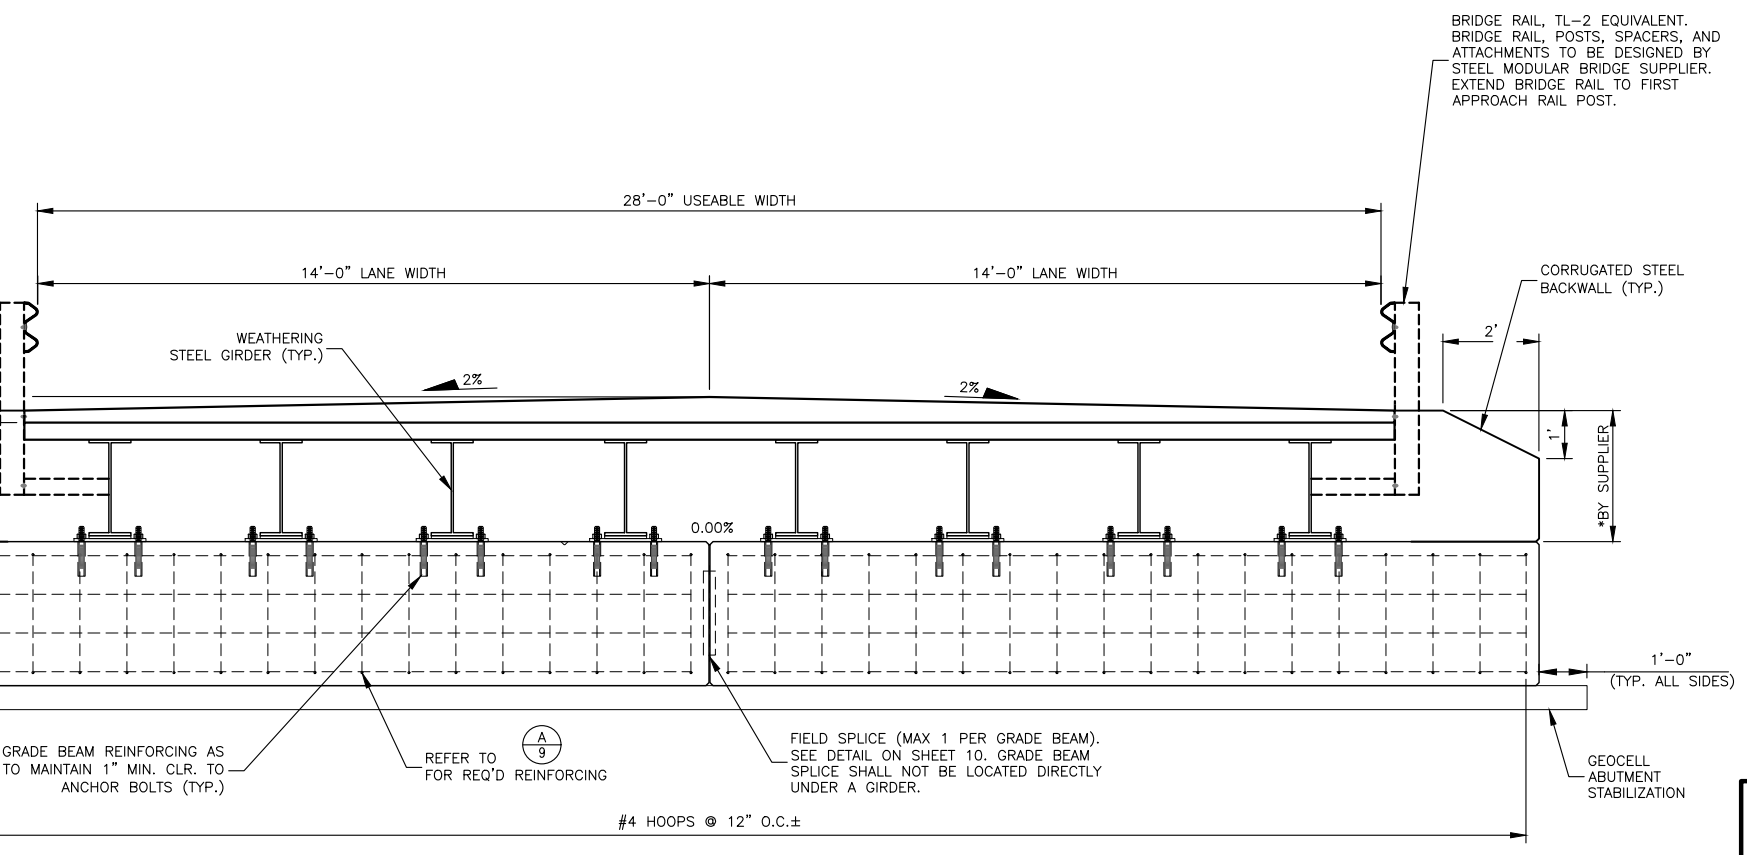 BRIDGE RAIL, TL-2 EQUIVALENT.
BRIDGE RAIL, POSTS, SPACERS, AND
ATTACHMENTS TO BE DESIGNED BY
STEEL MODULAR BRIDGE SUPPLIER.
EXTEND BRIDGE RAIL TO FIRST
APPROACH RAIL POST.
28'-0" USEABLE WIDTH
14'-0" LANE WIDTH
14'-0" LANE WIDTH
CORRUGATED STEEL
BACKWALL (TYP.)
WEATHERING
STEEL GIRDER (TYP.)
2'
2%
2%
1'
*BY SUPPLIER
0.00%
1'-0"
(TYP. ALL SIDES)
GRADE BEAM REINFORCING AS
TO MAINTAIN 1" MIN. CLR. TO
ANCHOR BOLTS (TYP.)
A
9
REFER TO
FOR REQ'D REINFORCING
FIELD SPLICE (MAX 1 PER GRADE BEAM).
SEE DETAIL ON SHEET 10. GRADE BEAM
SPLICE SHALL NOT BE LOCATED DIRECTLY
UNDER A GIRDER.
GEOCELL
ABUTMENT
STABILIZATION
#4 HOOPS @ 12" O.C.±